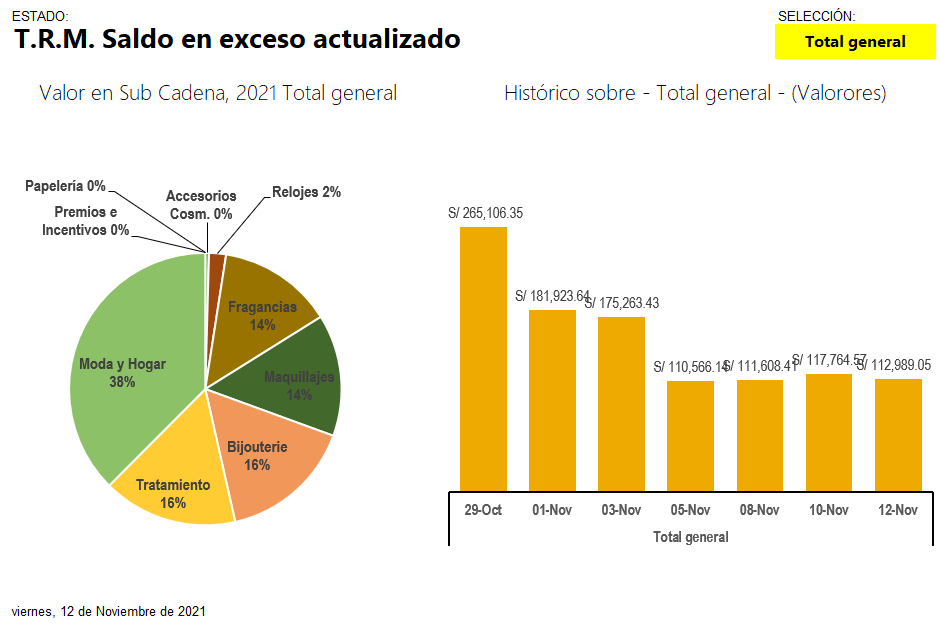 ESTADO:
T.R.M. Saldo en exceso actualizado
SELECCIÓN:
Total general
Valor en Sub Cadena, 2021 Total general
Papelería 0%
Premios e
Incentivos 0%
Accesorios
Cosm. 0%
Relojes 2%
Fragancias
14%
Maquillajes
14%
Bijouterie
16%
Tratamiento
16%
Moda y Hogar
38%
Histórico sobre - Total general - (Valorores)
S/ 265,106.35
S/ 181,923.64
S/ 175,263.43
S/ 110,566.14
S/ 111,608.41
S/ 117,764.57
S/ 112,989.05
29-Oct
01-Nov
03-Nov
05-Nov
08-Nov
10-Nov
12-Nov
Total general
viernes, 12 de Noviembre de 2021